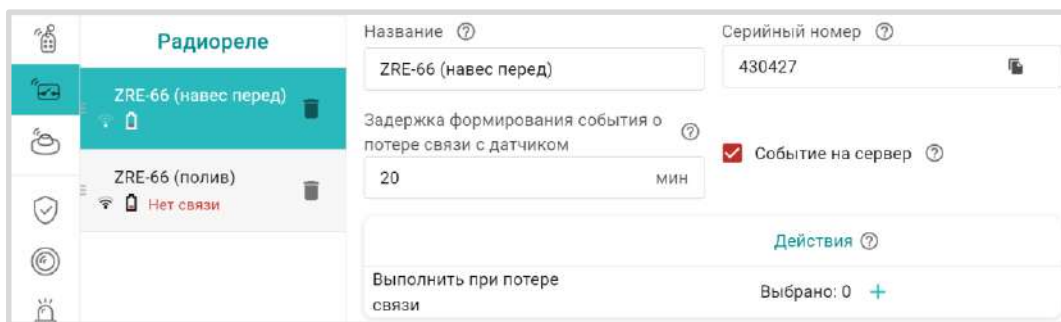 Радиореле
ZRE-66 (навес перед)
ZRE-66 (полив)
Нет связи
Название
ZRE-66 (навес перед)
Серийный номер
430427
Задержка формирования события о
потере связи с датчиком
20 мин
Событие на сервер
Действия
Выполнить при потере
связи
Выбрано: 0 +